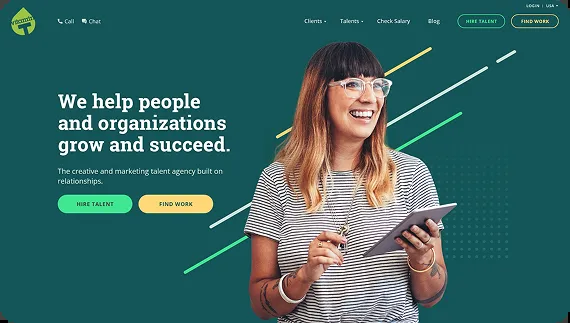 LOGIN | USA
vitamin
T
Call
Chat
Clients
Talents
Check Salary
Blog
HIRE TALENT
FIND WORK
We help people
and organizations
grow and succeed.
The creative and marketing talent agency built on
relationships.
HIRE TALENT
FIND WORK